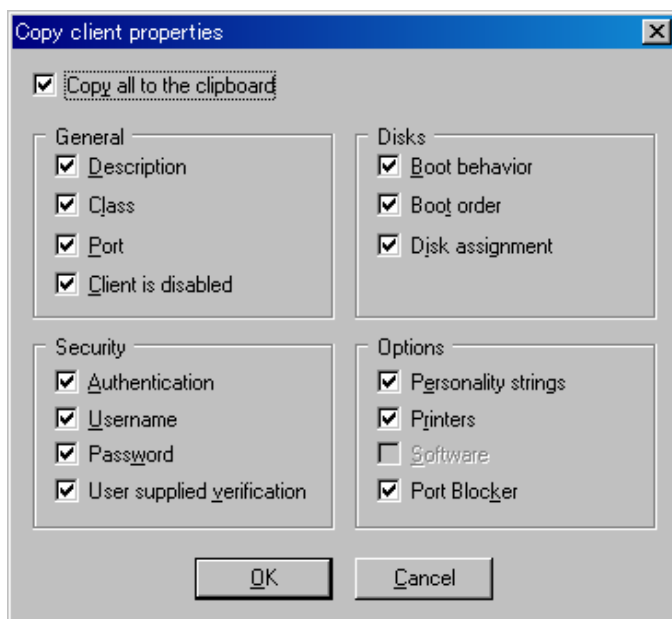 Copy client properties
Copy all to the clipboard
General
Description
Class
Port
Client is disabled
Disks
Boot behavior
Boot order
Disk assignment
Security
Authentication
Username
Password
User supplied verification
Options
Personality strings
Printers
Software
Port Blocker
OK
Cancel